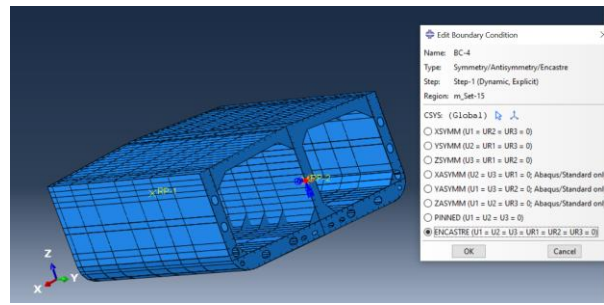 Edit Boundary Condition
Name: BC-4
Type: Symmetry/Antisymmetry/Encastre
Step: Step-1 (Dynamic, Explicit)
Region: m_Set-15
CSYS: (Global)
XSYMM (U1 = UR2 = UR3 = 0)
YSYMM (U2 = UR1 = UR3 = 0)
ZSYMM (U3 = UR1 = UR2 = 0)
XASYMM (U2 = U3 = UR1 = 0; Abaqus/Standard onl
YASYMM (U1 = U3 = UR2 = 0; Abaqus/Standard onl
ZASYMM (U1 = U2 = UR3 = 0; Abaqus/Standard onl
PINNED (U1 = U2 = U3 = 0)
ENCASTRE (U1 = U2 = U3 = UR1 = UR2 = UR3 = 0)
OK Cancel
RP-1
RP-2
Z
Y
X